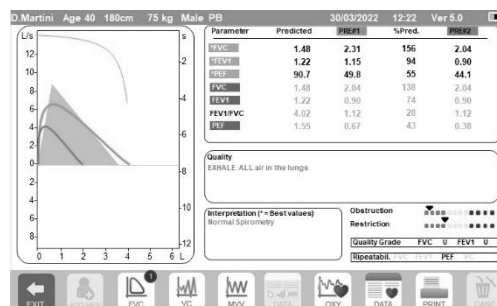 D.Martini Age 40 180cm 75 kg Male PB 30/03/2022 12:22 Ver 5.0
L/s s
Parameter Predicted PRE#1 %Pred. PRE#2
*FVC 1.48 2.31 156 2.04
*FEV1 1.22 1.15 94 0.90
*PEF 90.7 49.8 55 44.1
FVC 1.48 2.04 138 2.04
FEV1 1.22 0.90 74 0.90
FEV1/FVC 4.02 1.12 28 1.12
PEF 1.55 0.67 43 0.38
12
10
8
6
4
2
0
2
4
6
8
-2
-4
-6
-8
-10
-12
0 1 2 3 4 5 6 L
Quality
EXHALE ALL air in the lungs
Interpretation (* = Best values)
Normal Spirometry
Obstruction
Restriction
Quality Grade FVC U FEV1 U
Ripeatabil. FVC FEV1 PEF VC
EXIT
1
FVC
VC
MVV
DATA
OXY
DATA
PRINT